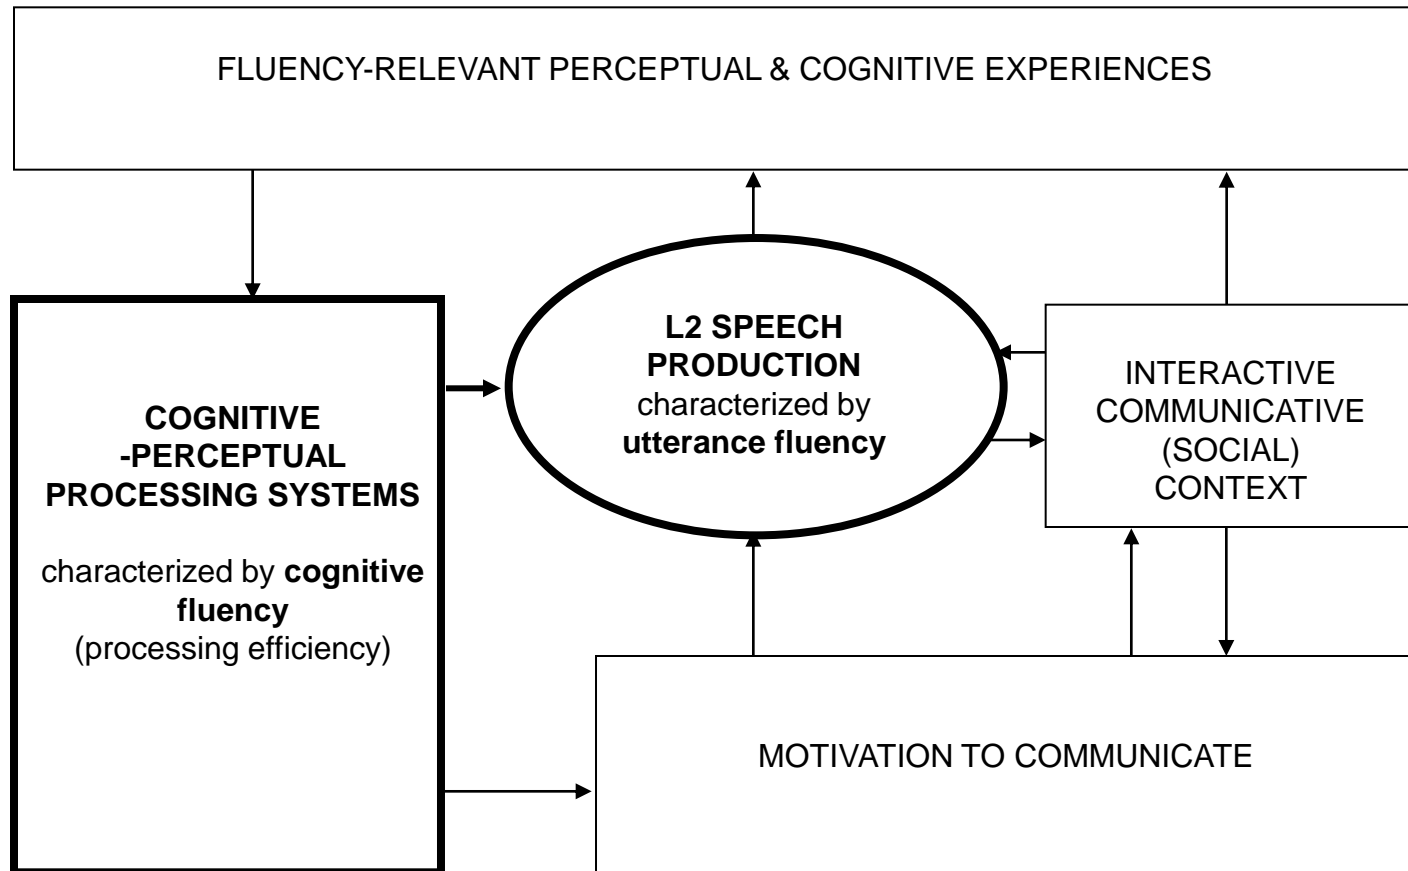 FLUENCY-RELEVANT PERCEPTUAL & COGNITIVE EXPERIENCES
L2 SPEECH
PRODUCTION
characterized by
utterance fluency
INTERACTIVE
COMMUNICATIVE
(SOCIAL)
CONTEXT
COGNITIVE
-PERCEPTUAL
PROCESSING SYSTEMS
characterized by cognitive
fluency
(processing efficiency)
MOTIVATION TO COMMUNICATE